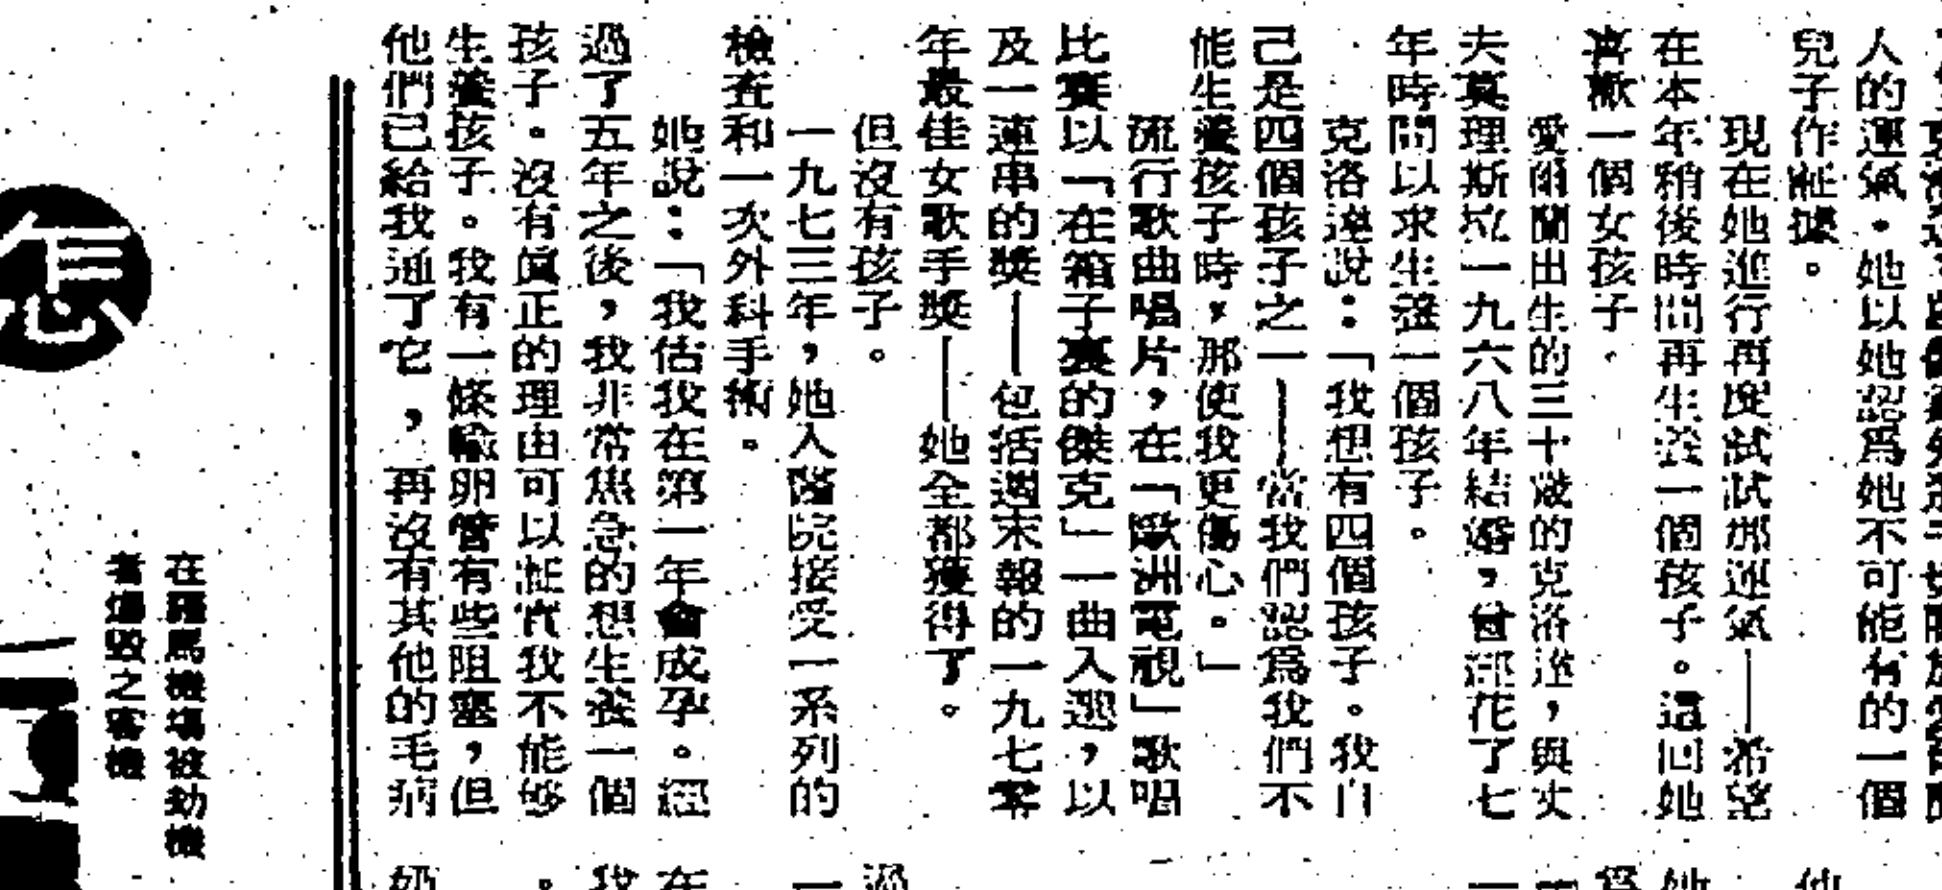 人的運氣．她以她認爲她不可能有的一個
兒子作証據。
現在她進行再度試試那運氣——希望
在本年稍後時間再生養一個孩子。這回她
喜歡一個女孩子。
愛爾蘭出生的三十歲的克洛達，與丈
夫莫理斯於一九六八年結婚，曾經花了七
年時間以求生養一個孩子。
克洛達說：「我想有四個孩子。我自
己是四個孩子之一——當我們認爲我們不
能生養孩子時，那使我更傷心。」
流行歌曲唱片，在「歐洲電視」歌唱
比賽以「在箱子裏的傑克」一曲入選，以
及一連串的獎——包括週末報的一九七零
年最佳女歌手獎——她全都獲得了。
但沒有孩子。
一九七三年，她入醫院接受一系列的
檢查和一次外科手術。
她說：「我估我在第一年會成孕。經
過了五年之後，我非常焦急的想生養一個
孩子。沒有眞正的理由可以証實我不能够
生養孩子。我有一條輸卵管有些阻塞，但
他們已給我通了它，再沒有其他的毛病
在羅馬機場被劫機
者燬毀之客機
怎